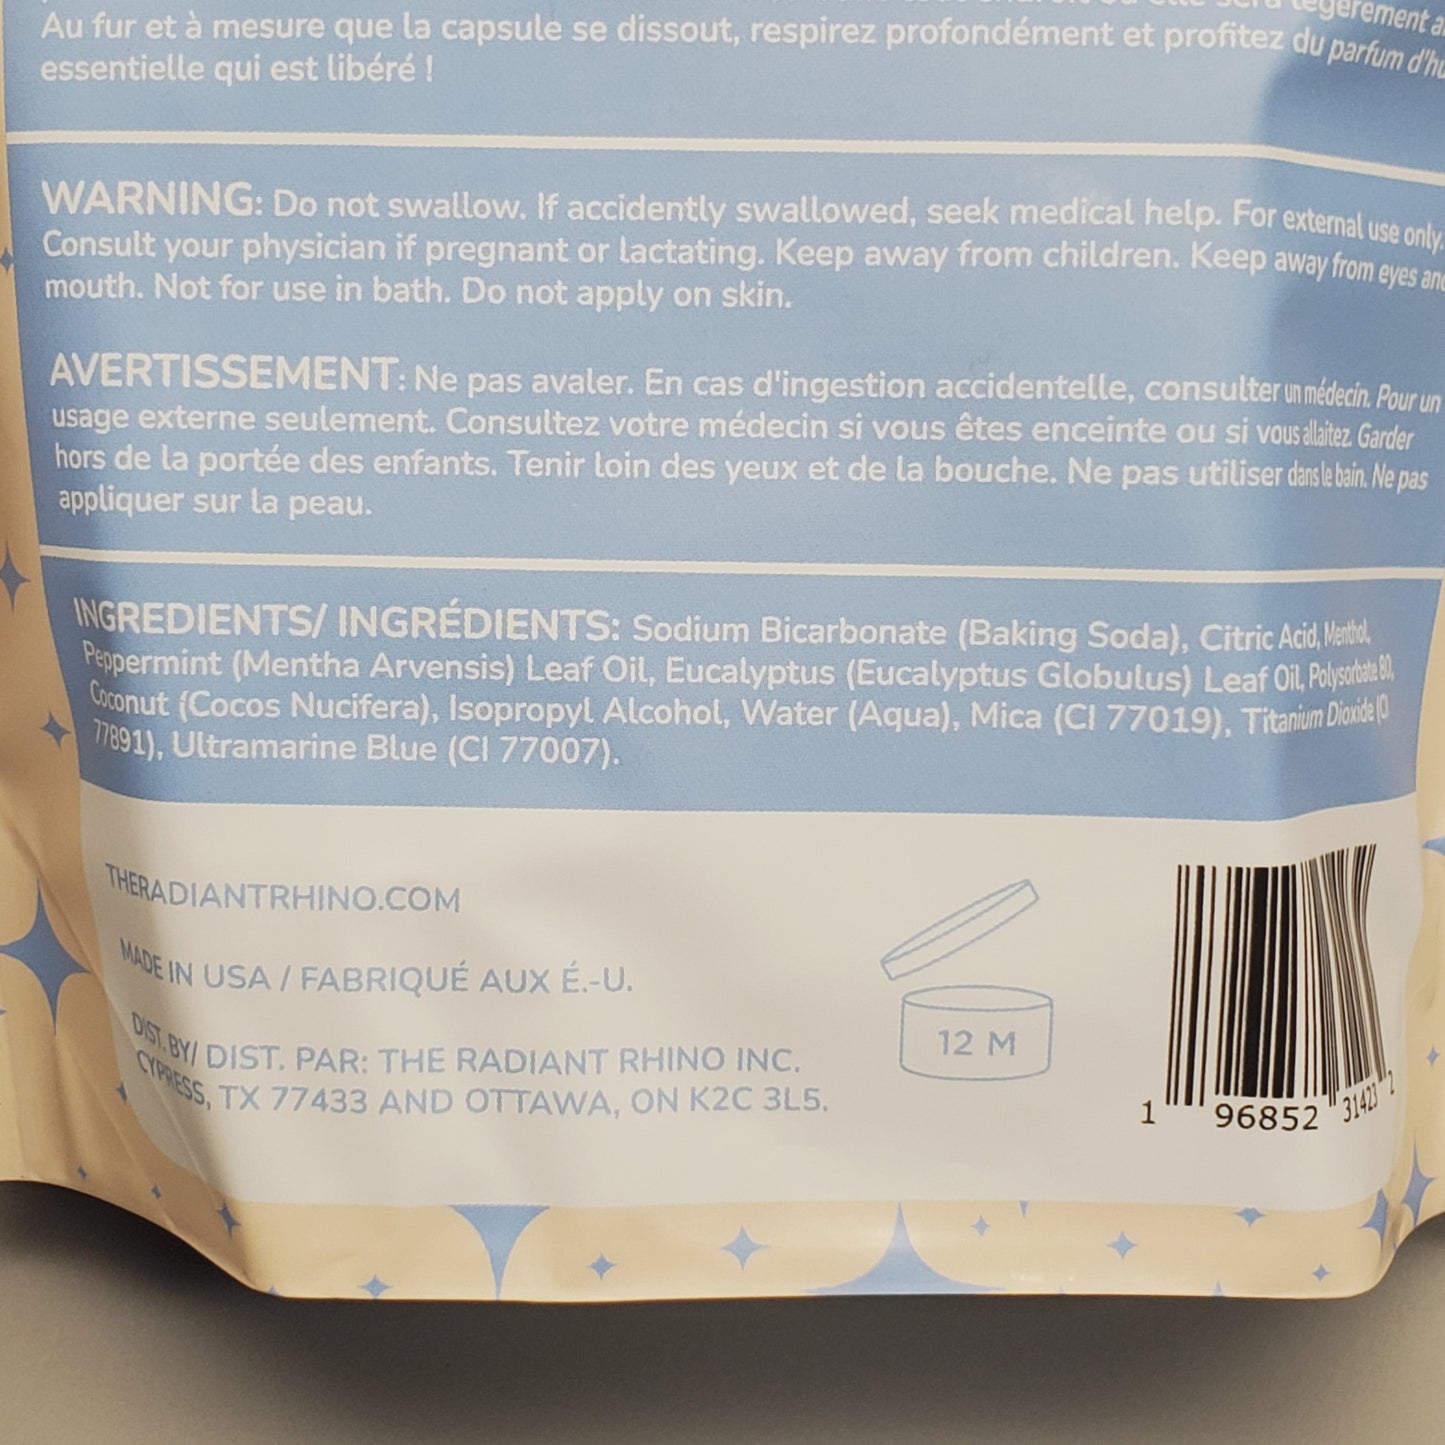 légèrement a
Au fur et à mesure que la capsule se dissout, respirez profondément et profitez du parfum d'hu
essentielle qui est libéré !
WARNING: Do not swallow. If accidently swallowed, seek medical help. For external use only.
Consult your physician if pregnant or lactating. Keep away from children. Keep away from eyes and
mouth. Not for use in bath. Do not apply on skin.
AVERTISSEMENT: Ne pas avaler. En cas d'ingestion accidentelle, consulter un médecin. Pour un
usage externe seulement. Consultez votre médecin si vous êtes enceinte ou si vous allaitez. Garder
hors de la portée des enfants. Tenir loin des yeux et de la bouche. Ne pas utiliser dans le bain. Ne pas
appliquer sur la peau.
INGREDIENTS/ INGRÉDIENTS: Sodium Bicarbonate (Baking Soda), Citric Acid, Menthol,
Peppermint (Mentha Arvensis) Leaf Oil, Eucalyptus (Eucalyptus Globulus) Leaf Oil, Polysorbate 80,
Coconut (Cocos Nucifera), Isopropyl Alcohol, Water (Aqua), Mica (CI 77019), Titanium Dioxide (CI
77891), Ultramarine Blue (CI 77007).
THERADIANTRHINO.COM
MADE IN USA / FABRIQUÉ AUX É.-U.
DIST. BY/ DIST. PAR: THE RADIANT RHINO INC.
CYPRESS, TX 77433 AND OTTAWA, ON K2C 3L5.
12 M
1 96852 31423 2